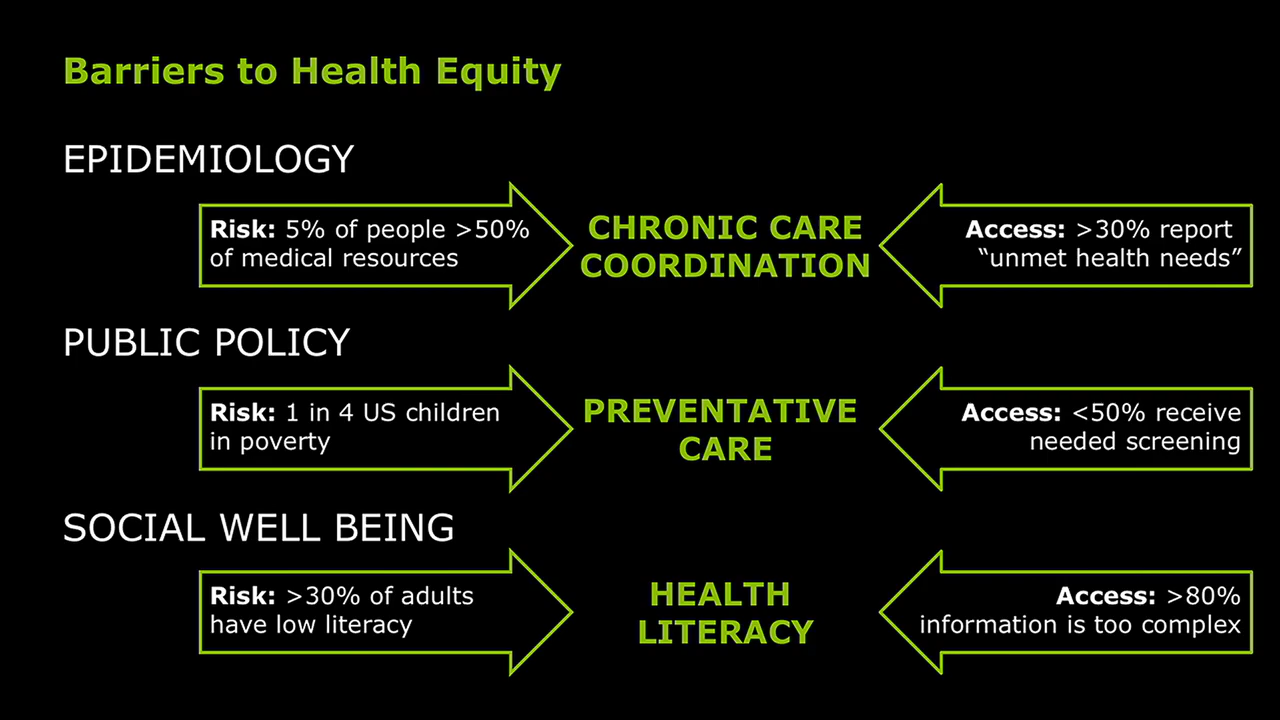 Barriers to Health Equity
EPIDEMIOLOGY
Risk: 5% of people >50%
of medical resources
CHRONIC CARE
COORDINATION
Access: >30% report
“unmet health needs”
PUBLIC POLICY
Risk: 1 in 4 US children
in poverty
PREVENTATIVE
CARE
Access: <50% receive
needed screening
SOCIAL WELL BEING
Risk: >30% of adults
have low literacy
HEALTH
LITERACY
Access: >80%
information is too complex